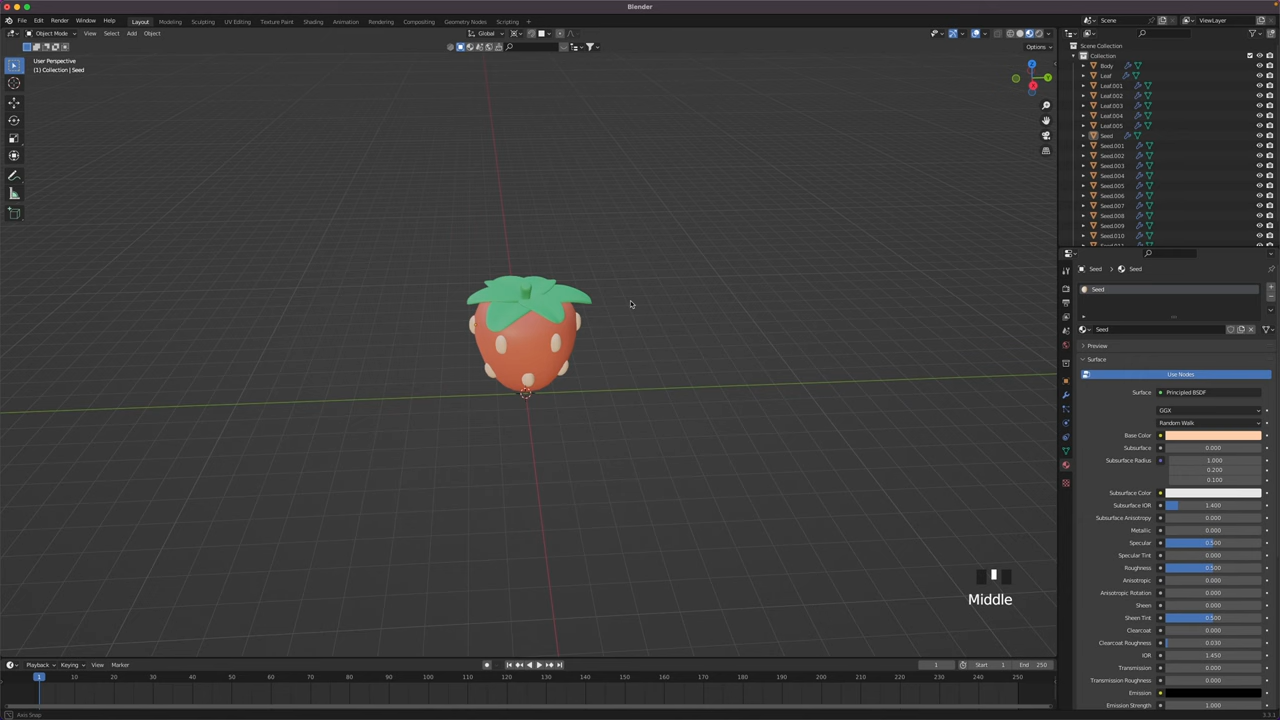 Blender
File Edit Render Window Help Layout Modeling Sculpting UV Editing Texture Paint Shading Animation Rendering Compositing Geometry Nodes Scripting + Scene ViewLayer
Object Mode View Select Add Object Global
Options
User Perspective
(1) Collection | Seed
Z
Y
X
Scene Collection
Collection
Body
Leaf
Leaf.001
Leaf.002
Leaf.003
Leaf.004
Leaf.005
Seed
Seed.001
Seed.002
Seed.003
Seed.004
Seed.005
Seed.006
Seed.007
Seed.008
Seed.009
Seed.010
Seed > Seed
Seed
Seed
Preview
Surface
Use Nodes
Surface Principled BSDF
GGX
Random Walk
Base Color
Subsurface 0.000
Subsurface Radius 1.000
0.200
0.100
Subsurface Color
Subsurface IOR 1.400
Subsurface Anisotropy 0.000
Metallic 0.000
Specular 0.500
Specular Tint 0.000
Roughness 0.500
Anisotropic 0.000
Anisotropic Rotation 0.000
Sheen 0.000
Sheen Tint 0.500
Clearcoat 0.000
Clearcoat Roughness 0.030
IOR 1.450
Transmission 0.000
Transmission Roughness 0.000
Emission
Emission Strength 1.000
Middle
Playback Keying View Marker 1 Start 1 End 250
1 10 20 30 40 50 60 70 80 90 100 110 120 130 140 150 160 170 180 190 200 210 220 230 240 250
Axis Snap
3.3.1